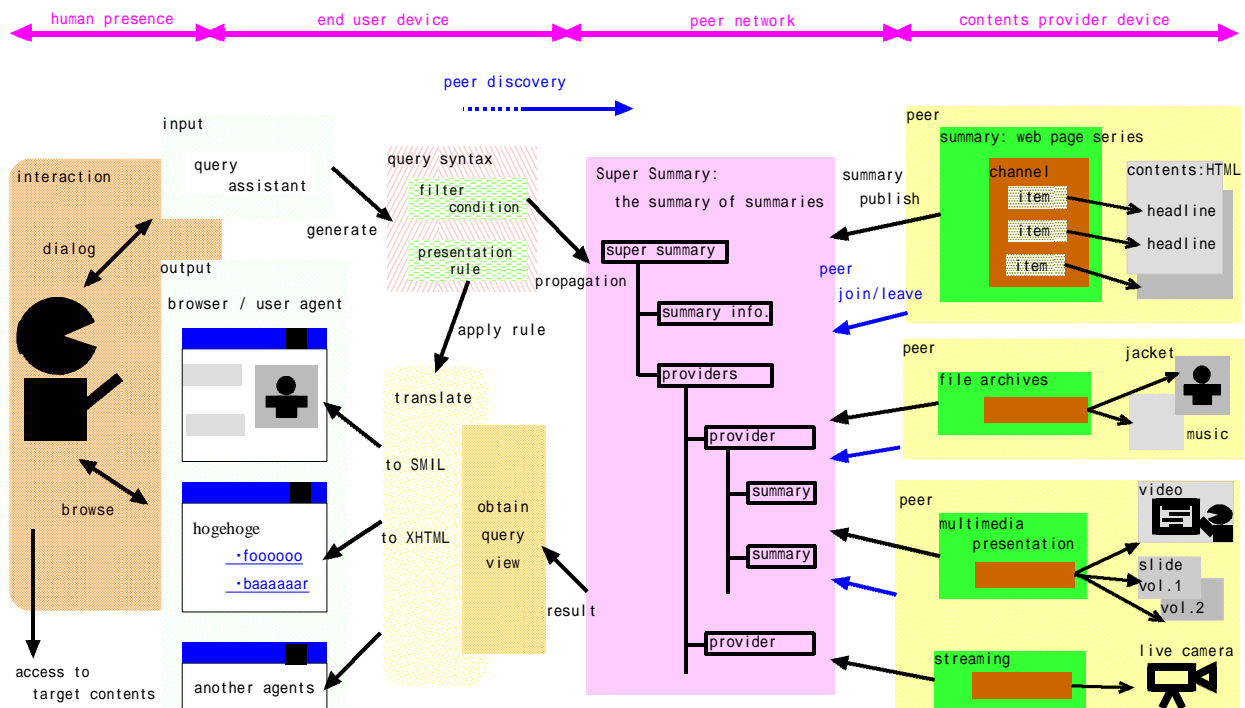 human presence
end user device
peer network
contents provider device
peer discovery
input
query
assistant
interaction
dialog
generate
query syntax
filter
condition
presentation
rule
propagation
apply rule
output
browser / user agent
translate
to SMIL
to XHTML
obtain
query
view
result
hogehoge
・foooooo
・baaaaaar
browse
another agents
access to
target contents
Super Summary:
the summary of summaries
super summary
summary info.
providers
provider
summary
summary
provider
summary
publish
peer
join/leave
peer
summary: web page series
channel
item
item
item
contents:HTML
headline
headline
peer
file archives
jacket
music
peer
multimedia
presentation
video
slide
vol.1
vol.2
streaming
live camera